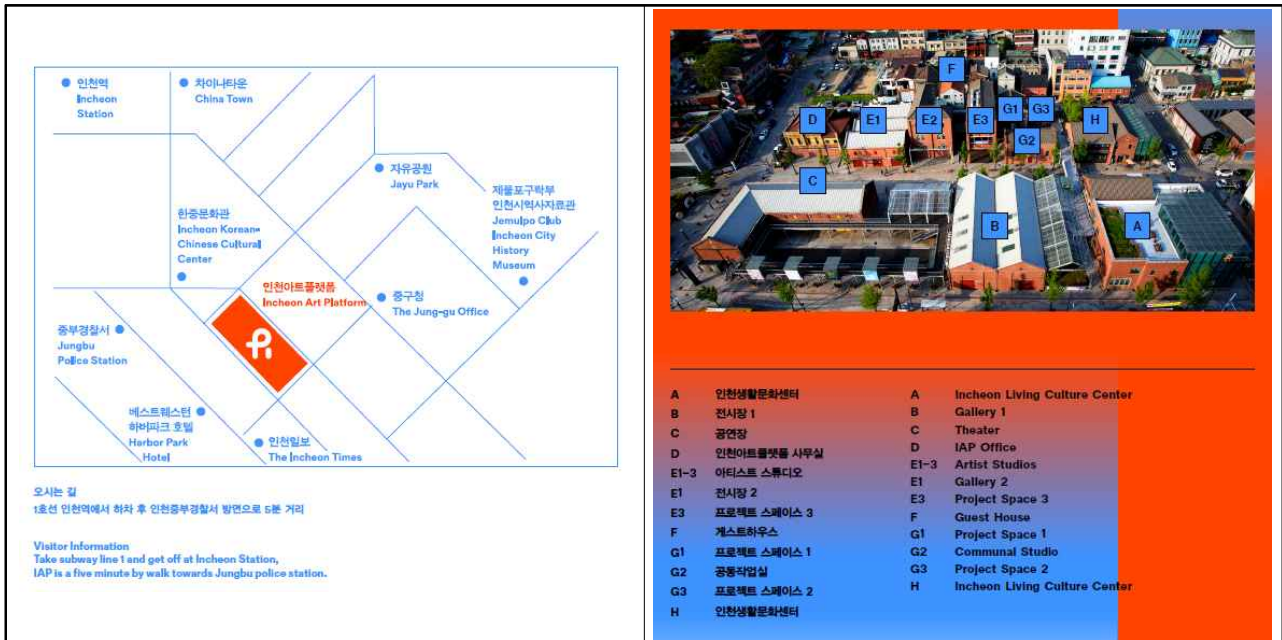 인천역
Incheon
Station
차이나타운
China Town
자유공원
Jayu Park
제물포구락부
인천시역사자료관
Jemulpo Club
Incheon City
History
Museum
한중문화관
Incheon Korean-
Chinese Cultural
Center
인천아트플랫폼
Incheon Art Platform
중구청
The Jung-gu Office
중부경찰서
Jungbu
Police Station
베스트웨스턴
하버파크 호텔
Harbor Park
Hotel
인천일보
The Incheon Times
오시는 길
1호선 인천역에서 하차 후 인천중부경찰서 방면으로 5분 거리
Visitor Information
Take subway line 1 and get off at Incheon Station,
IAP is a five minute by walk towards Jungbu police station.
F
D
E1
E2
E3
G1
G3
G2
H
C
B
A
A 인천생활문화센터
B 전시장 1
C 공연장
D 인천아트플랫폼 사무실
E1-3 아티스트 스튜디오
E1 전시장 2
E3 프로젝트 스페이스 3
F 게스트하우스
G1 프로젝트 스페이스 1
G2 공동작업실
G3 프로젝트 스페이스 2
H 인천생활문화센터
A Incheon Living Culture Center
B Gallery 1
C Theater
D IAP Office
E1-3 Artist Studios
E1 Gallery 2
E3 Project Space 3
F Guest House
G1 Project Space 1
G2 Communal Studio
G3 Project Space 2
H Incheon Living Culture Center